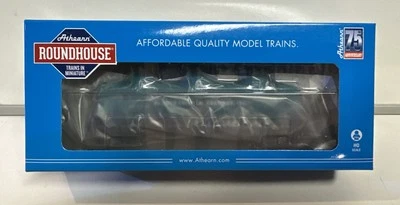 Athearn
ROUNDHOUSE
TRAINS IN
MINIATURE
AFFORDABLE QUALITY MODEL TRAINS.
Athearn
75
www.Athearn.com
HO